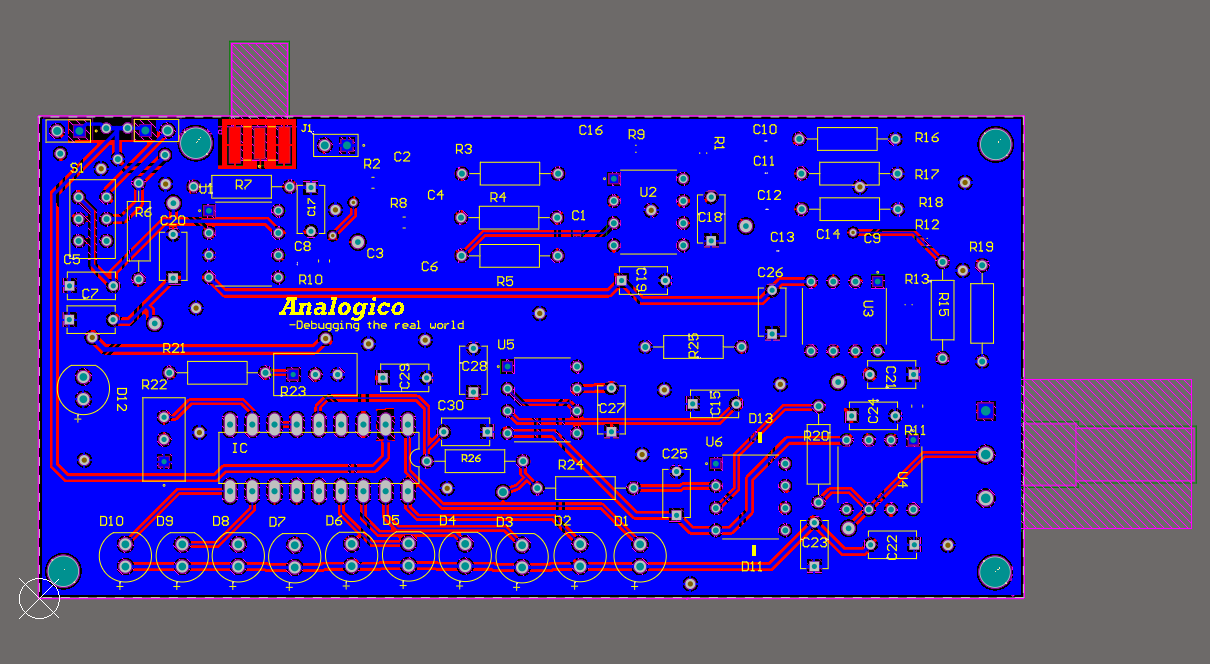 J1
C16 R9 R1 C10 R16
S1 R2 C2 R3 C11 R17
R7 U1 R8 C4 R4 U2 C12 R18
R6 C17 C1 C18
C20 C8 C3 C13 C14 C9 R12 R19
C5 C6 R5 C19 C26 R13
R10
C7 Analogico U3 R15
-Debugging the real world
R21 U5 R25
R22 R23 C29 C28 C21
D12 C30 C27 C15 D13 C24
IC U6 R20 R11
R26 R24 C25 U4
D10 D9 D8 D7 D6 D5 D4 D3 D2 D1
C23 C22
D11